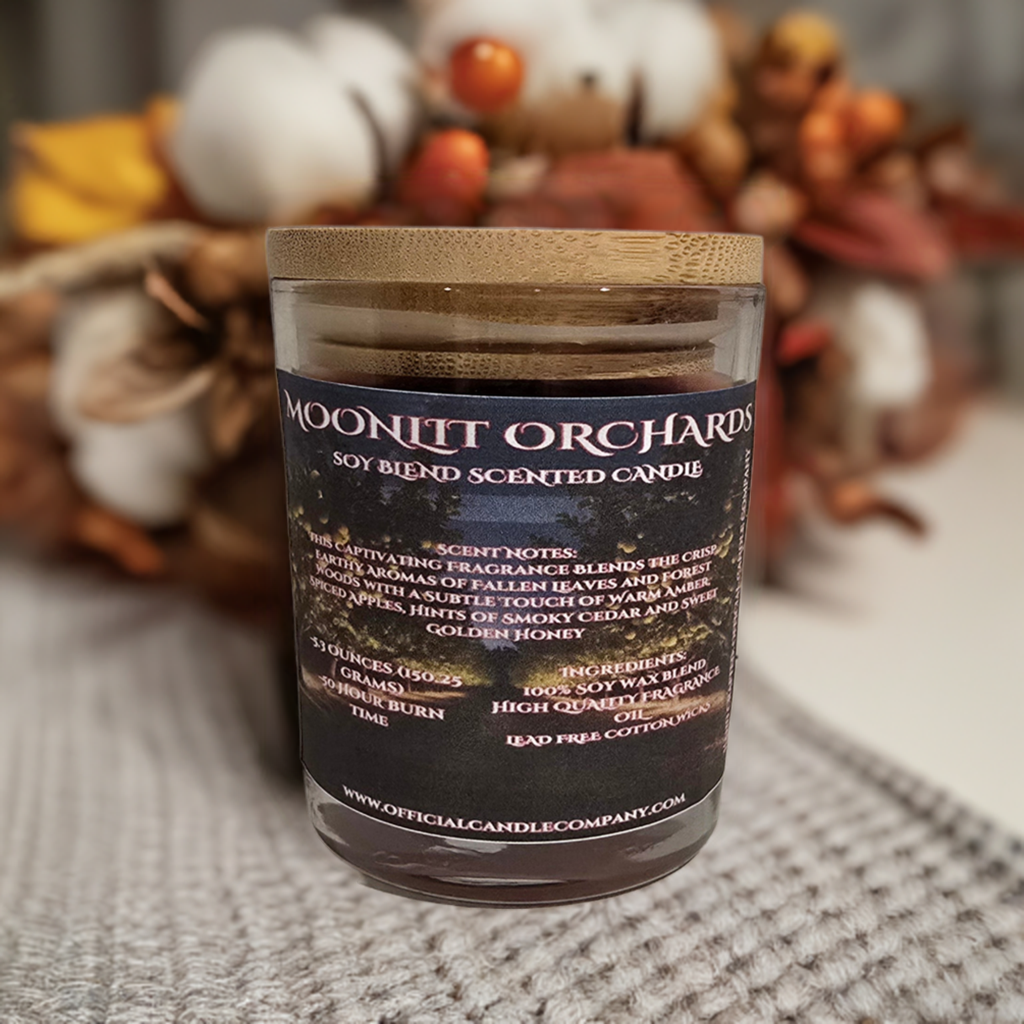 MOONLIT ORCHARDS
SOY BLEND SCENTED CANDLE
SCENT NOTES:
THIS CAPTIVATING FRAGRANCE BLENDS THE CRISP,
EARTHY AROMAS OF FALLEN LEAVES AND FOREST
WOODS WITH A SUBTLE TOUCH OF WARM AMBER,
SPICED APPLES, HINTS OF SMOKY CEDAR AND SWEET
GOLDEN HONEY
5.3 OUNCES (150.25
GRAMS)
50 HOUR BURN
TIME
INGREDIENTS:
100% SOY WAX BLEND
HIGH QUALITY FRAGRANCE
OIL
LEAD FREE COTTON WICKS
WWW.OFFICIALCANDLECOMPANY.COM
COMPANY